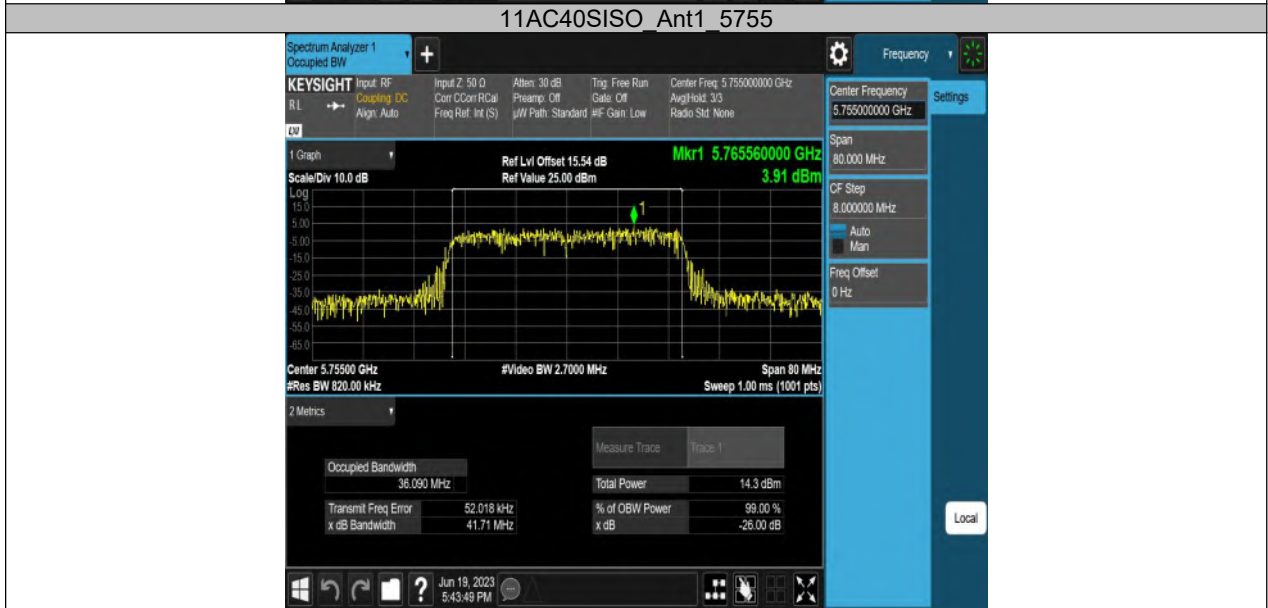 11AC40SISO_Ant1_5755
Spectrum Analyzer 1
Occupied BW
+
Frequency
KEYSIGHT
Input: RF
Coupling: DC
Align: Auto
R L
LXI
Input Z: 50 Ω
Corr CCorr RCal
Freq Ref: Int (S)
Atten: 30 dB
Preamp: Off
µW Path: Standard
Trig: Free Run
Gate: Off
#IF Gain: Low
Center Freq: 5.755000000 GHz
Avg|Hold: 3/3
Radio Std: None
Center Frequency
5.755000000 GHz
Settings
Span
80.000 MHz
CF Step
8.000000 MHz
Auto
Man
Freq Offset
0 Hz
1 Graph
Scale/Div 10.0 dB
Ref Lvl Offset 15.54 dB
Ref Value 25.00 dBm
Mkr1 5.765560000 GHz
3.91 dBm
Log
15.0
5.00
-5.00
-15.0
-25.0
-35.0
-45.0
-55.0
-65.0
1
Center 5.75500 GHz
#Video BW 2.7000 MHz
Span 80 MHz
#Res BW 820.00 kHz
Sweep 1.00 ms (1001 pts)
2 Metrics
Measure Trace
Trace 1
Occupied Bandwidth
36.090 MHz
Total Power
14.3 dBm
Transmit Freq Error
52.018 kHz
% of OBW Power
99.00 %
x dB Bandwidth
41.71 MHz
x dB
-26.00 dB
Local
?
Jun 19, 2023
5:43:49 PM